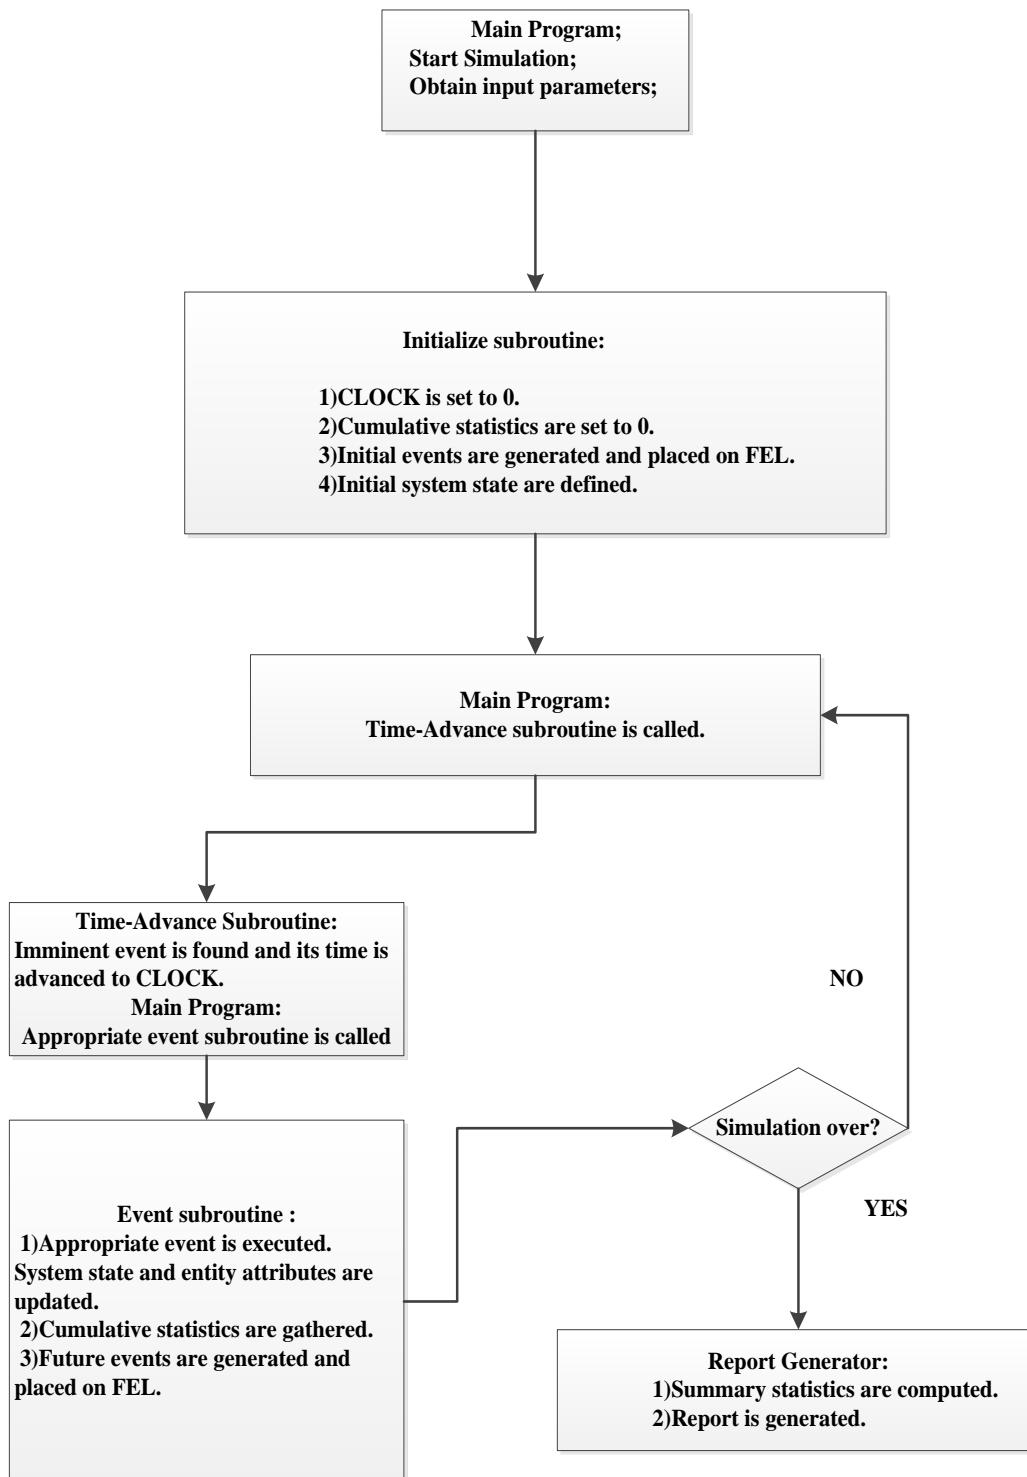 Main Program;
Start Simulation;
Obtain input parameters;
Initialize subroutine:
1)CLOCK is set to 0.
2)Cumulative statistics are set to 0.
3)Initial events are generated and placed on FEL.
4)Initial system state are defined.
Main Program:
Time-Advance subroutine is called.
Time-Advance Subroutine:
Imminent event is found and its time is
advanced to CLOCK.
Main Program:
Appropriate event subroutine is called
Event subroutine :
1)Appropriate event is executed.
System state and entity attributes are
updated.
2)Cumulative statistics are gathered.
3)Future events are generated and
placed on FEL.
Simulation over?
NO
YES
Report Generator:
1)Summary statistics are computed.
2)Report is generated.